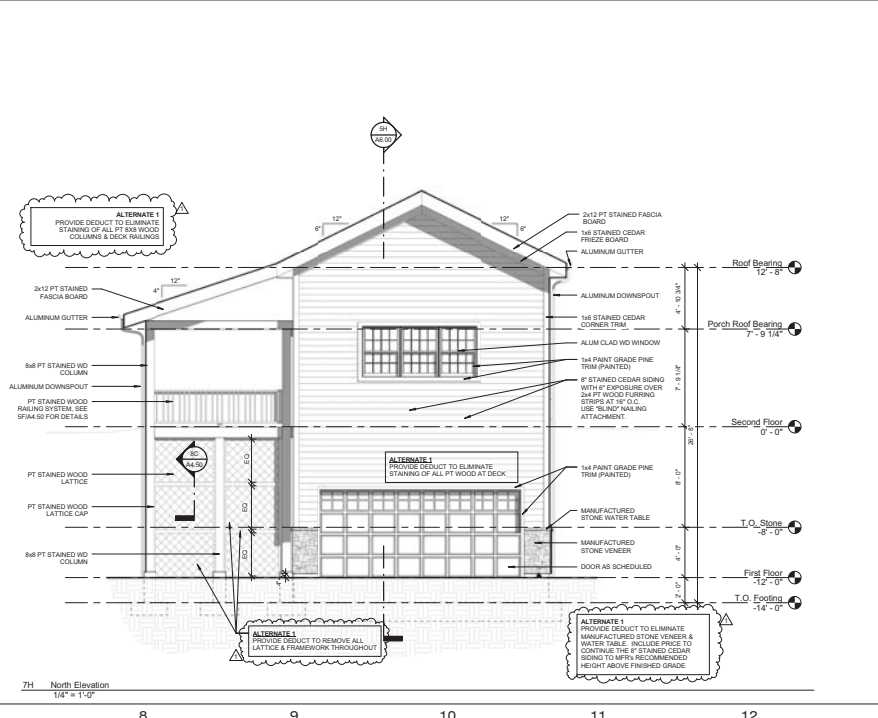 5H
A6.00
ALTERNATE 1
PROVIDE DEDUCT TO ELIMINATE
STAINING OF ALL PT 8X8 WOOD
COLUMNS & DECK RAILINGS
1
12"
6"
12"
6"
12"
4"
2x12 PT STAINED
FASCIA BOARD
ALUMINUM GUTTER
8x8 PT STAINED WD
COLUMN
ALUMINUM DOWNSPOUT
PT STAINED WOOD
RAILING SYSTEM, SEE
5F/A4.50 FOR DETAILS
PT STAINED WOOD
LATTICE
PT STAINED WOOD
LATTICE CAP
8x8 PT STAINED WD
COLUMN
8C
A4.50
EQ
EQ
EQ
4"
2x12 PT STAINED FASCIA
BOARD
1x6 STAINED CEDAR
FRIEZE BOARD
ALUMINUM GUTTER
ALUMINUM DOWNSPOUT
1x6 STAINED CEDAR
CORNER TRIM
ALUM CLAD WD WINDOW
1x4 PAINT GRADE PINE
TRIM (PAINTED)
8" STAINED CEDAR SIDING
WITH 6" EXPOSURE OVER
2x4 PT WOOD FURRING
STRIPS AT 16" O.C.
USE "BLIND" NAILING
ATTACHMENT.
ALTERNATE 1
PROVIDE DEDUCT TO ELIMINATE
STAINING OF ALL PT WOOD AT DECK
1x4 PAINT GRADE PINE
TRIM (PAINTED)
MANUFACTURED
STONE WATER TABLE
MANUFACTURED
STONE VENEER
DOOR AS SCHEDULED
4' - 10 3/4"
7' - 9 1/4"
8' - 0"
4' - 0"
2' - 0"
26' - 8"
Roof Bearing
12' - 8"
Porch Roof Bearing
7' - 9 1/4"
Second Floor
0' - 0"
T.O. Stone
-8' - 0"
First Floor
-12' - 0"
T.O. Footing
-14' - 0"
ALTERNATE 1
PROVIDE DEDUCT TO REMOVE ALL
LATTICE & FRAMEWORK THROUGHOUT
1
ALTERNATE 1
PROVIDE DEDUCT TO ELIMINATE
MANUFACTURED STONE VENEER &
WATER TABLE. INCLUDE PRICE TO
CONTINUE THE 8" STAINED CEDAR
SIDING TO MFR's RECOMMENDED
HEIGHT ABOVE FINISHED GRADE
1
7H North Elevation
1/4" = 1'-0"
8 9 10 11 12